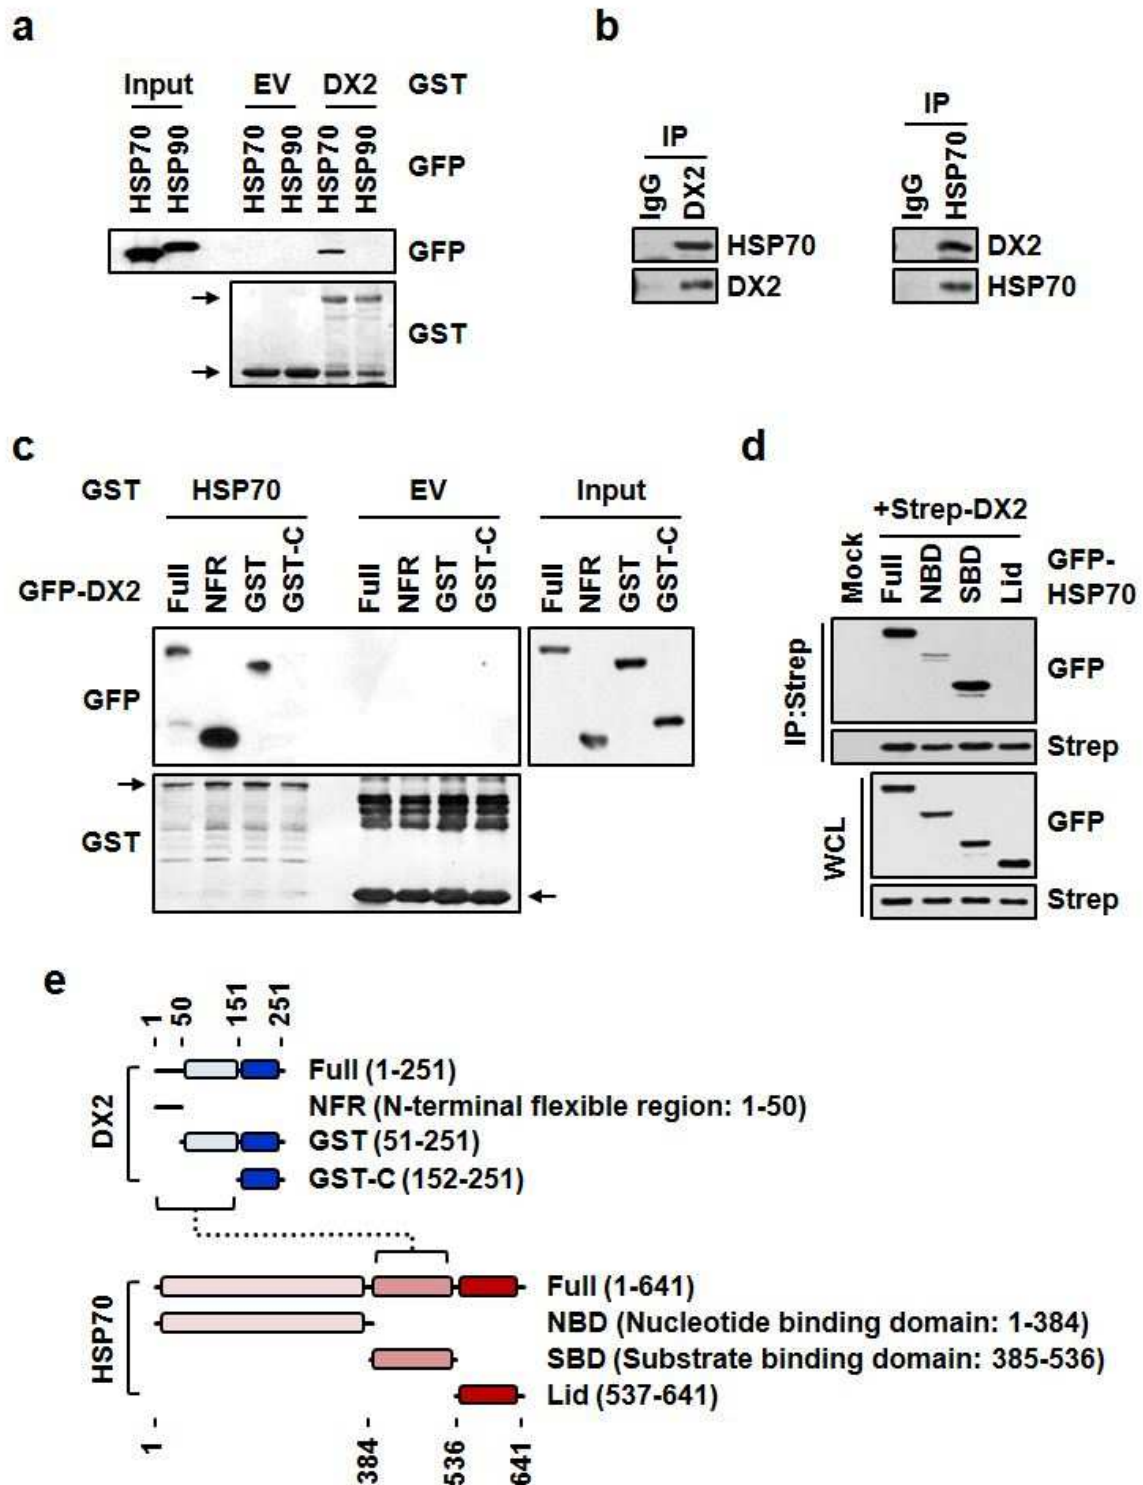 a
Input EV DX2 GST
HSP70 HSP90 HSP70 HSP90 HSP70 HSP90 GFP
GFP
GST
b
IP
IgG DX2
HSP70
DX2
IP
IgG HSP70
DX2
HSP70
c
GST HSP70 EV Input
GFP-DX2 Full NFR GST GST-C Full NFR GST GST-C Full NFR GST GST-C
GFP
GST
d
+Strep-DX2
Mock Full NBD SBD Lid GFP-
HSP70
IP:Strep
GFP
Strep
WCL
GFP
Strep
e
1 50 151 251
DX2
Full (1-251)
NFR (N-terminal flexible region: 1-50)
GST (51-251)
GST-C (152-251)
HSP70
Full (1-641)
NBD (Nucleotide binding domain: 1-384)
SBD (Substrate binding domain: 385-536)
Lid (537-641)
1 384 536 641